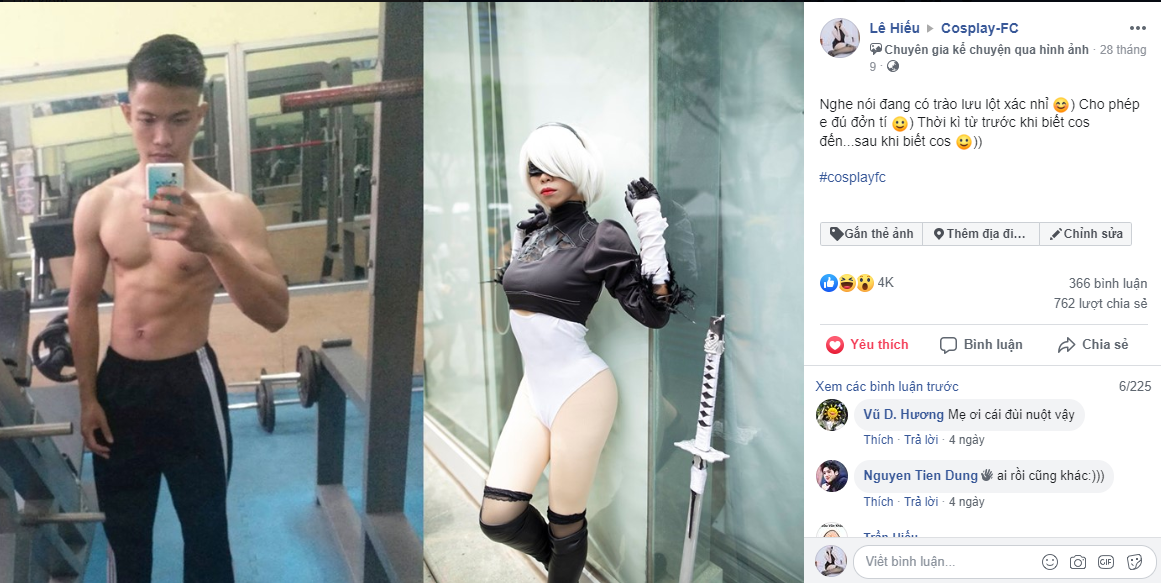 Lê Hiếu ▸ Cosplay-FC
Chuyên gia kể chuyện qua hình ảnh · 28 tháng
9 ·
Nghe nói đang có trào lưu lột xác nhỉ 😊) Cho phép
e đú đởn tí 🙂) Thời kì từ trước khi biết cos
đến...sau khi biết cos 🙂))
#cosplayfc
Gắn thẻ ảnh
Thêm địa đi...
Chỉnh sửa
4K
366 bình luận
762 lượt chia sẻ
Yêu thích
Bình luận
Chia sẻ
Xem các bình luận trước
6/225
Vũ D. Hương Mẹ ơi cái đùi nuột vậy
Thích · Trả lời · 4 ngày
Nguyen Tien Dung ai rồi cũng khác:)))
Thích · Trả lời · 4 ngày
Trần Hiếu
Viết bình luận...
GIF